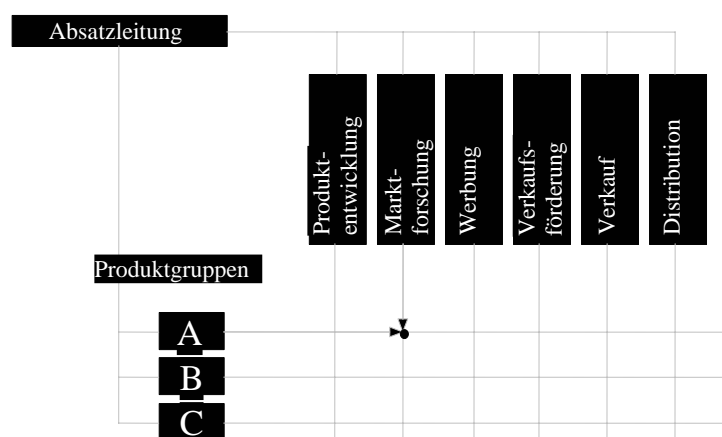 Absatzleitung
Produkt-
entwicklung
Markt-
forschung
Werbung
Verkaufs-
förderung
Verkauf
Distribution
Produktgruppen
A
B
C